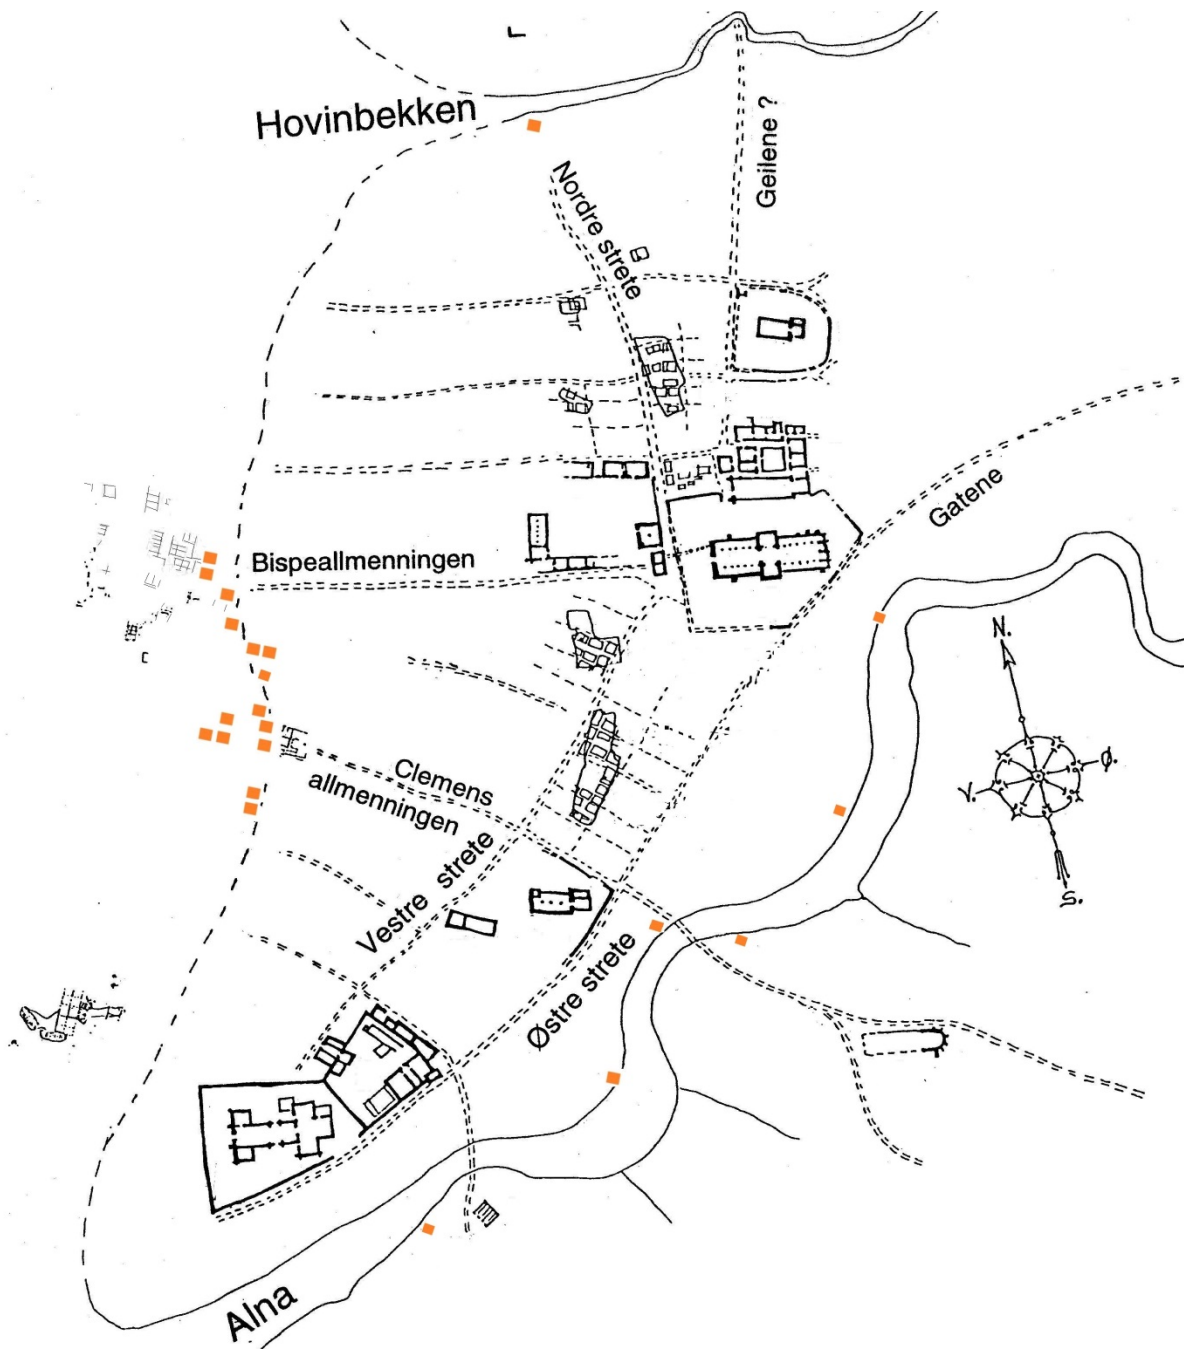 Hovinbekken
Geilene ?
Nordre strete
Gatene
Bispeallmenningen
N.
Ø.
V.
S.
Clemens
allmenningen
Vestre strete
Østre strete
Alna